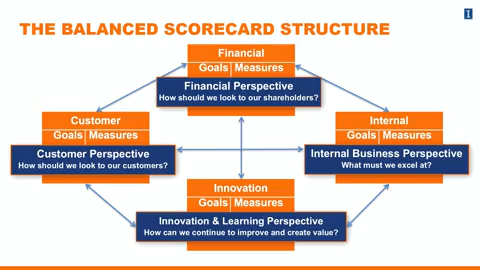 THE BALANCED SCORECARD STRUCTURE
I
Financial
Goals Measures
Financial Perspective
How should we look to our shareholders?
Customer
Goals Measures
Customer Perspective
How should we look to our customers?
Internal
Goals Measures
Internal Business Perspective
What must we excel at?
Innovation
Goals Measures
Innovation & Learning Perspective
How can we continue to improve and create value?